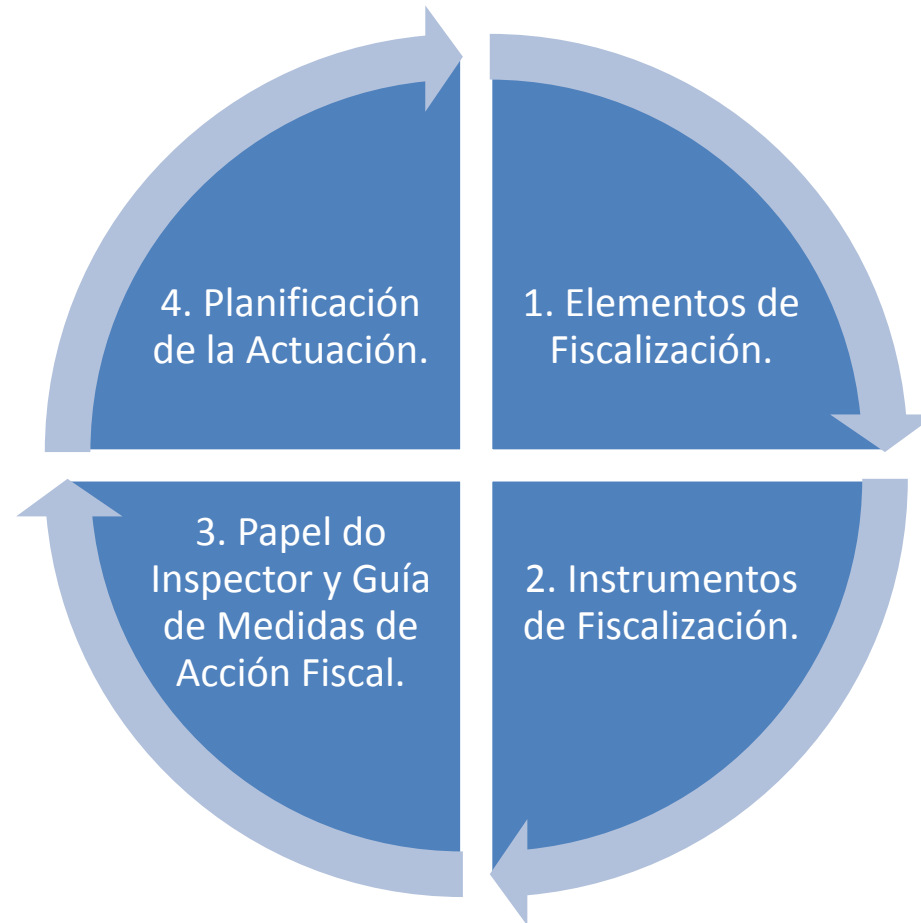 1. Elementos de
Fiscalización.
2. Instrumentos
de Fiscalización.
3. Papel do
Inspector y Guía
de Medidas de
Acción Fiscal.
4. Planificación
de la Actuación.